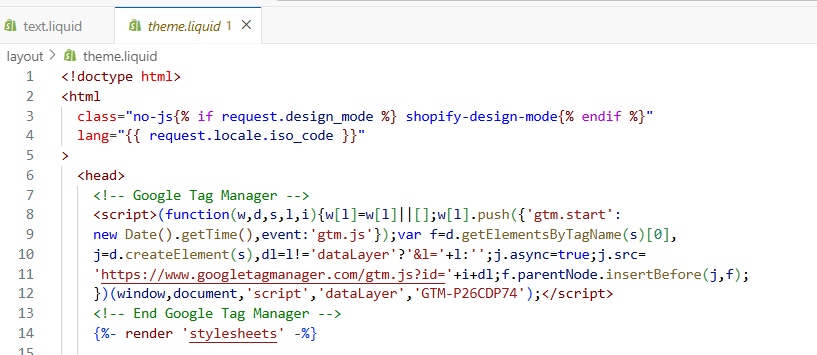 text.liquid
theme.liquid 1 ×
layout > theme.liquid
1 <!doctype html>
2 <html
3 class="no-js{% if request.design_mode %} shopify-design-mode{% endif %}"
4 lang="{{ request.locale.iso_code }}"
5 >
6 <head>
7 <!-- Google Tag Manager -->
8 <script>(function(w,d,s,l,i){w[l]=w[l]||[];w[l].push({'gtm.start':
9 new Date().getTime(),event:'gtm.js'});var f=d.getElementsByTagName(s)[0],
10 j=d.createElement(s),dl=l!='dataLayer'?'&l='+l:'';j.async=true;j.src=
11 'https://www.googletagmanager.com/gtm.js?id='+i+dl;f.parentNode.insertBefore(j,f);
12 })(window,document,'script','dataLayer','GTM-P26CDP74');</script>
13 <!-- End Google Tag Manager -->
14 {%- render 'stylesheets' -%}
15